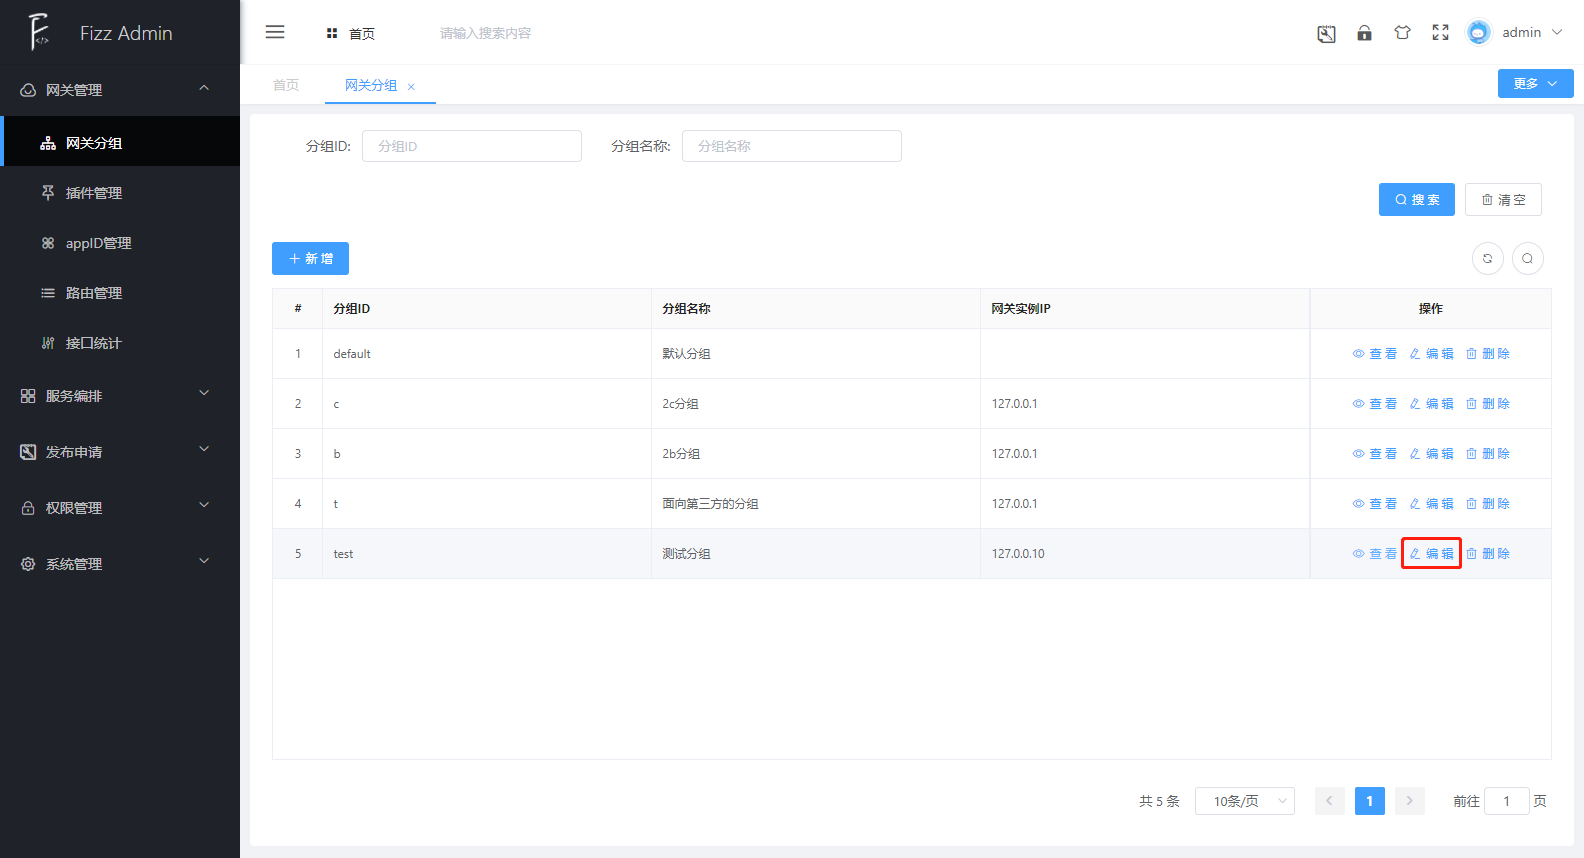 Fizz Admin
首页
请输入搜索内容
admin
网关管理
网关分组
插件管理
appID管理
路由管理
接口统计
服务编排
发布申请
权限管理
系统管理
首页 网关分组 ×
更多
分组ID: 分组ID 分组名称: 分组名称
搜索 清空
+ 新增
# 分组ID 分组名称 网关实例IP 操作
1 default 默认分组 查看 编辑 删除
2 c 2c分组 127.0.0.1 查看 编辑 删除
3 b 2b分组 127.0.0.1 查看 编辑 删除
4 t 面向第三方的分组 127.0.0.1 查看 编辑 删除
5 test 测试分组 127.0.0.10 查看 编辑 删除
共 5 条 10条/页 < 1 > 前往 1 页